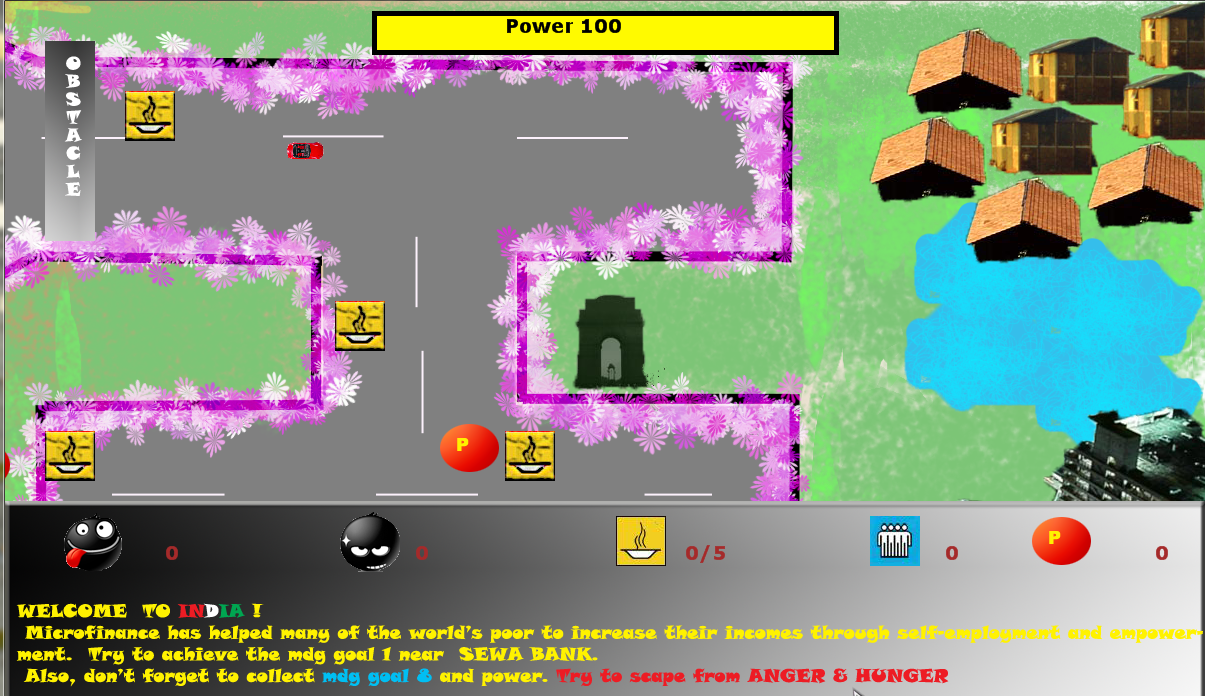 Power 100
OBSTACLE
P
0
0
0/5
0
P
0
WELCOME TO INDIA !
Microfinance has helped many of the world's poor to increase their incomes through self-employment and empower-
ment. Try to achieve the mdg goal 1 near SEWA BANK.
Also, don't forget to collect mdg goal 8 and power. Try to scape from ANGER & HUNGER